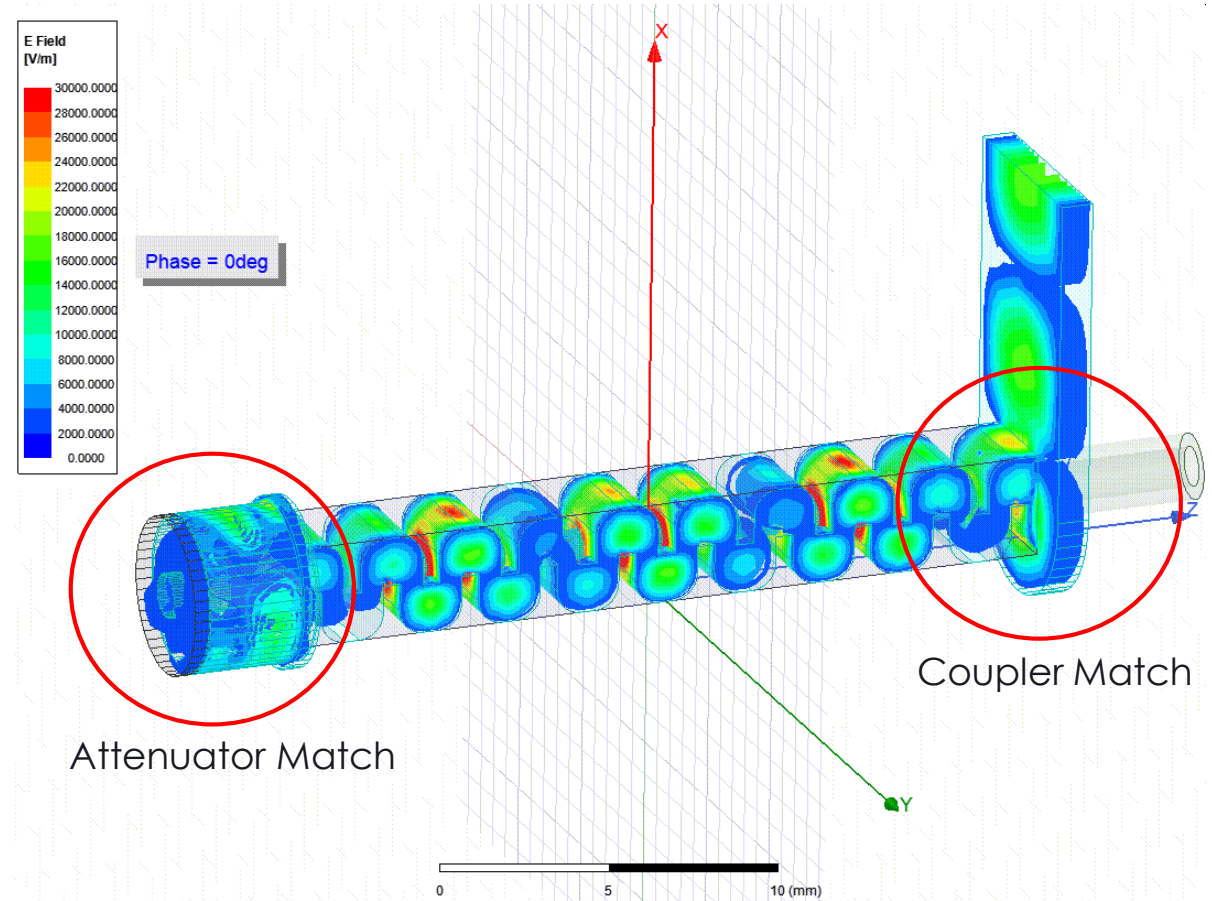 E Field
[V/m]
30000.0000
28000.0000
26000.0000
24000.0000
22000.0000
20000.0000
18000.0000
16000.0000
14000.0000
12000.0000
10000.0000
8000.0000
6000.0000
4000.0000
2000.0000
0.0000
Phase = 0deg
X
Z
Coupler Match
Attenuator Match
Y
0 5 10 (mm)